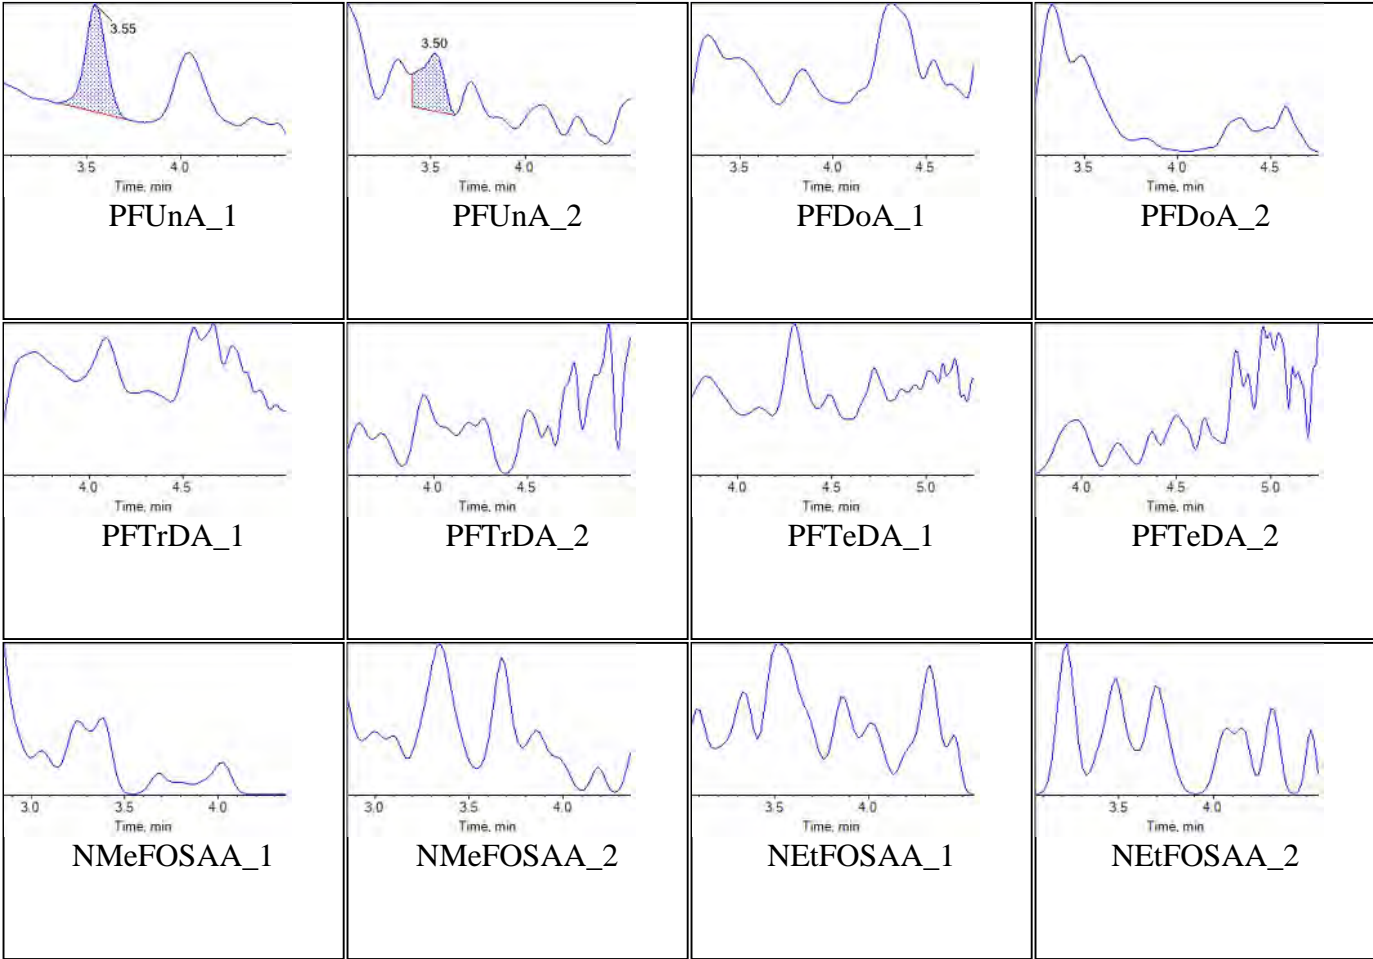 3.55
3.5 4.0
Time, min
PFUnA_1
3.50
3.5 4.0
Time, min
PFUnA_2
3.5 4.0 4.5
Time, min
PFDoA_1
3.5 4.0 4.5
Time, min
PFDoA_2
4.0 4.5
Time, min
PFTrDA_1
4.0 4.5
Time, min
PFTrDA_2
4.0 4.5 5.0
Time, min
PFTeDA_1
4.0 4.5 5.0
Time, min
PFTeDA_2
3.0 3.5 4.0
Time, min
NMeFOSAA_1
3.0 3.5 4.0
Time, min
NMeFOSAA_2
3.5 4.0
Time, min
NEtFOSAA_1
3.5 4.0
Time, min
NEtFOSAA_2